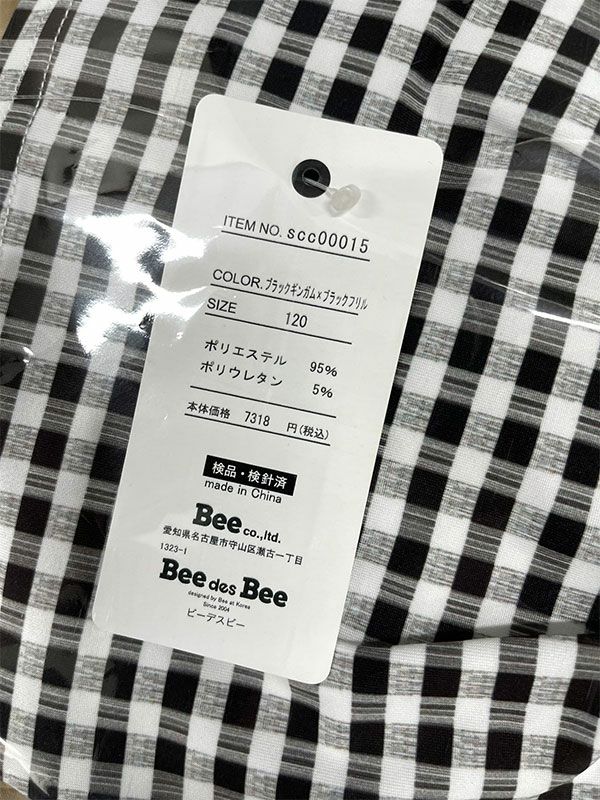 ITEM NO. scc00015
COLOR. ブラックギンガム×ブラックフリル
SIZE 120
ポリエステル 95%
ポリウレタン 5%
本体価格 7318 円(税込)
検品・検針済
made in China
Bee co.,ltd.
愛知県名古屋市守山区瀬古一丁目
1323-1
Bee des Bee
designed by Bee at Korea
Since 2004
ビーデスビー